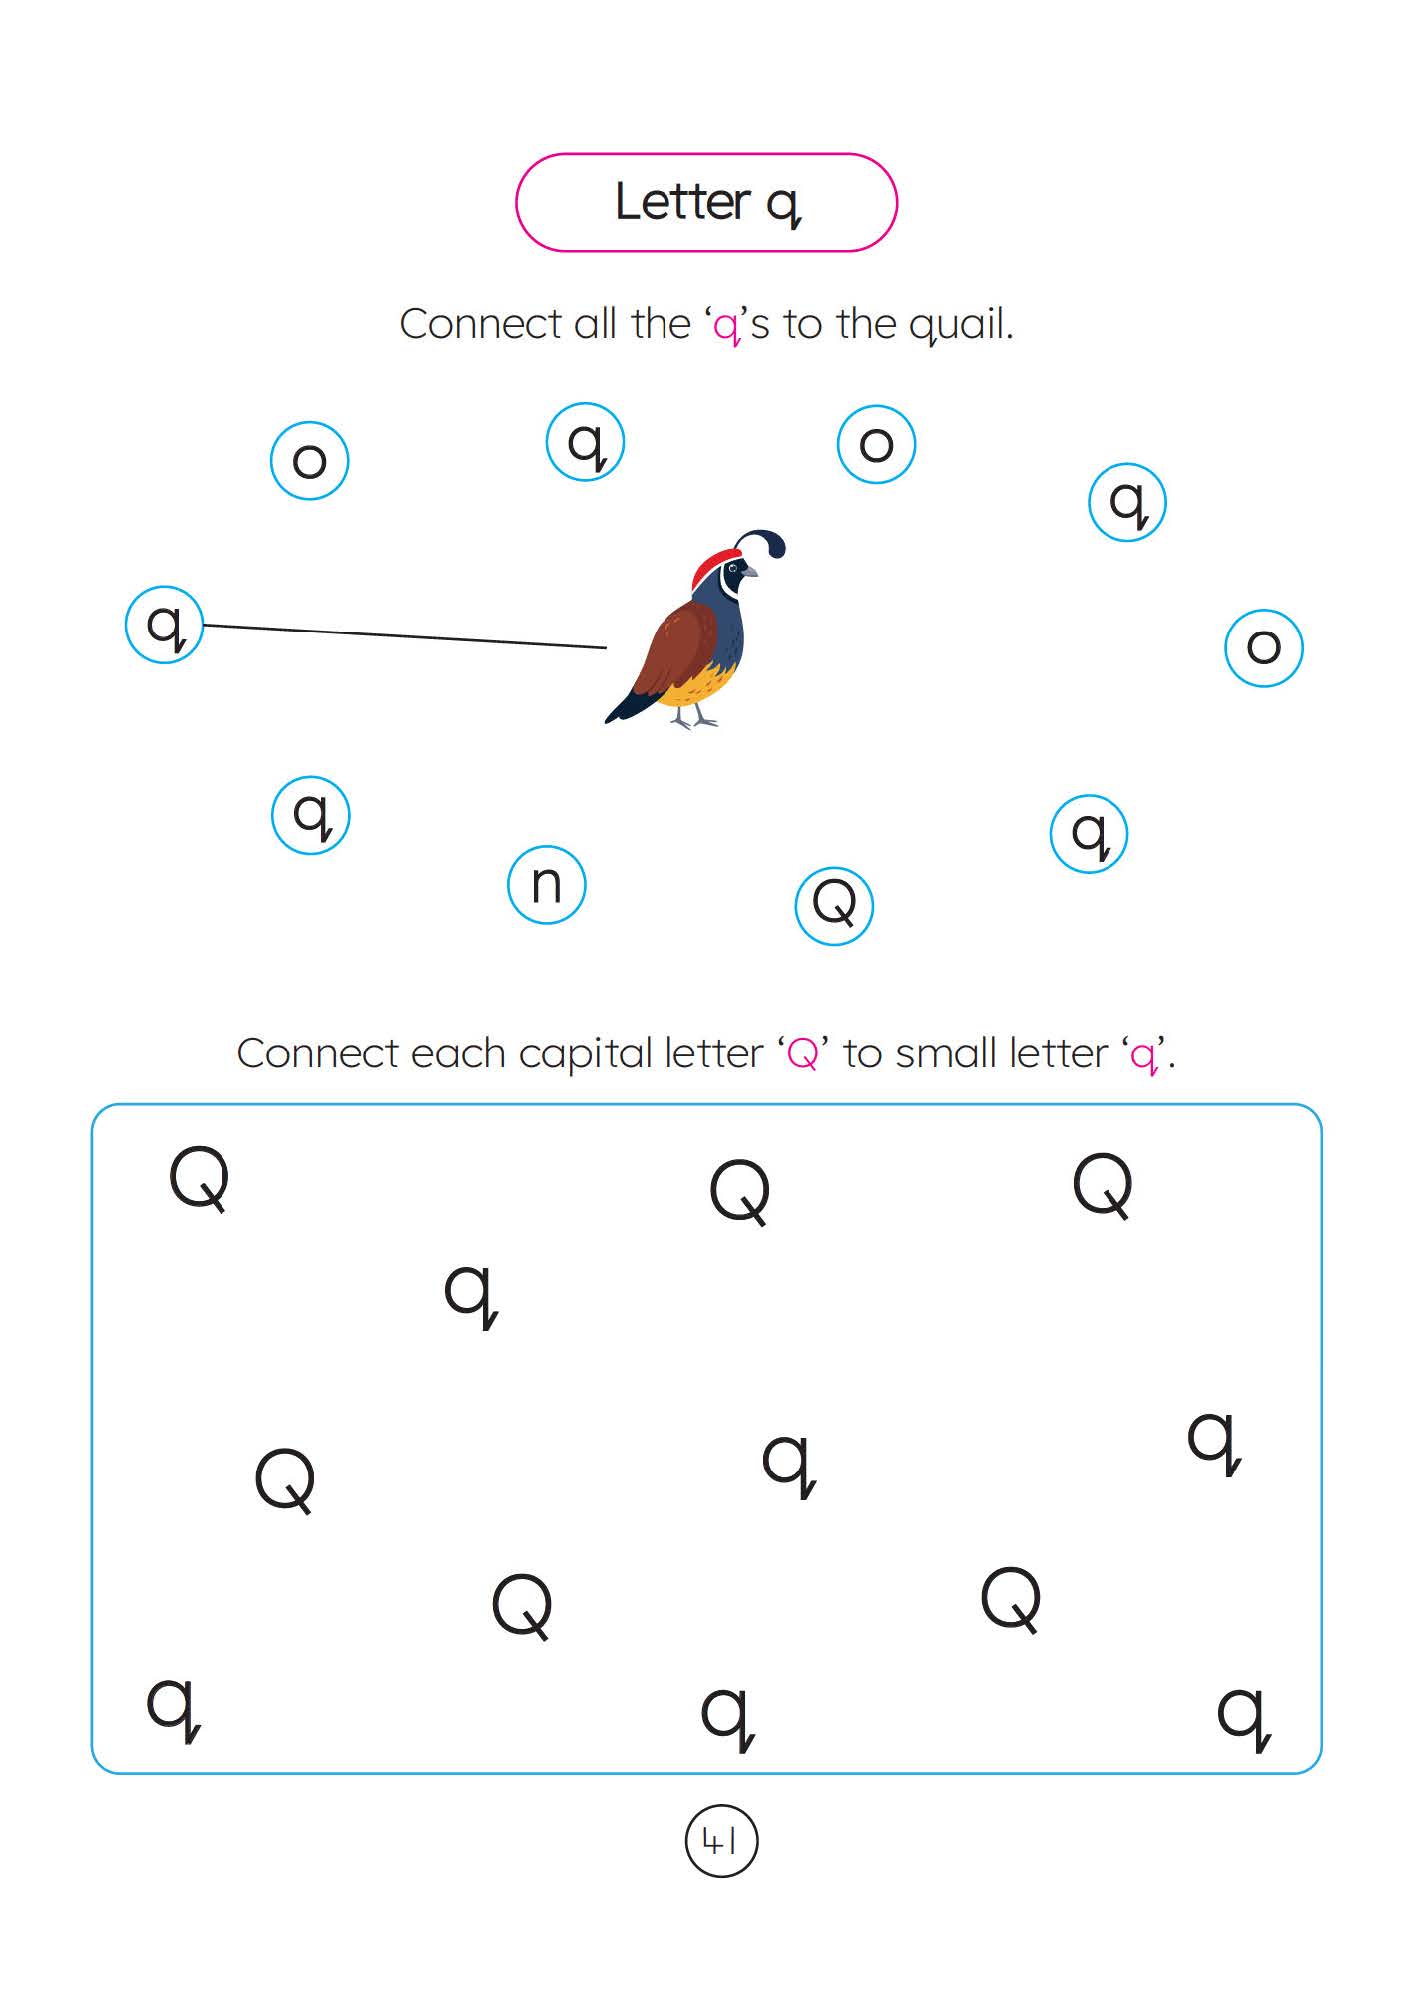 Letter q
Connect all the ‘q’s to the quail.
o q o q
q o
q n Q q
Connect each capital letter ‘Q’ to small letter ‘q’.
Q Q Q
q
Q q q
Q Q
q q q
41